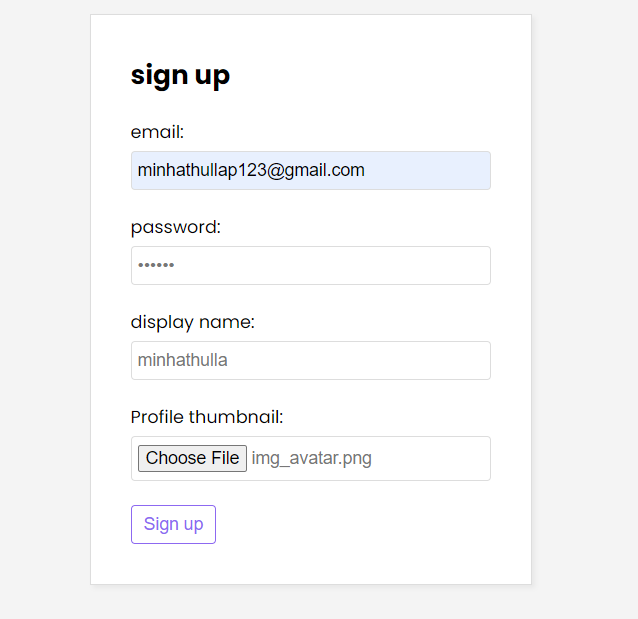 sign up
email:
minhathullap123@gmail.com
password:
••••••
display name:
minhathulla
Profile thumbnail:
Choose File img_avatar.png
Sign up